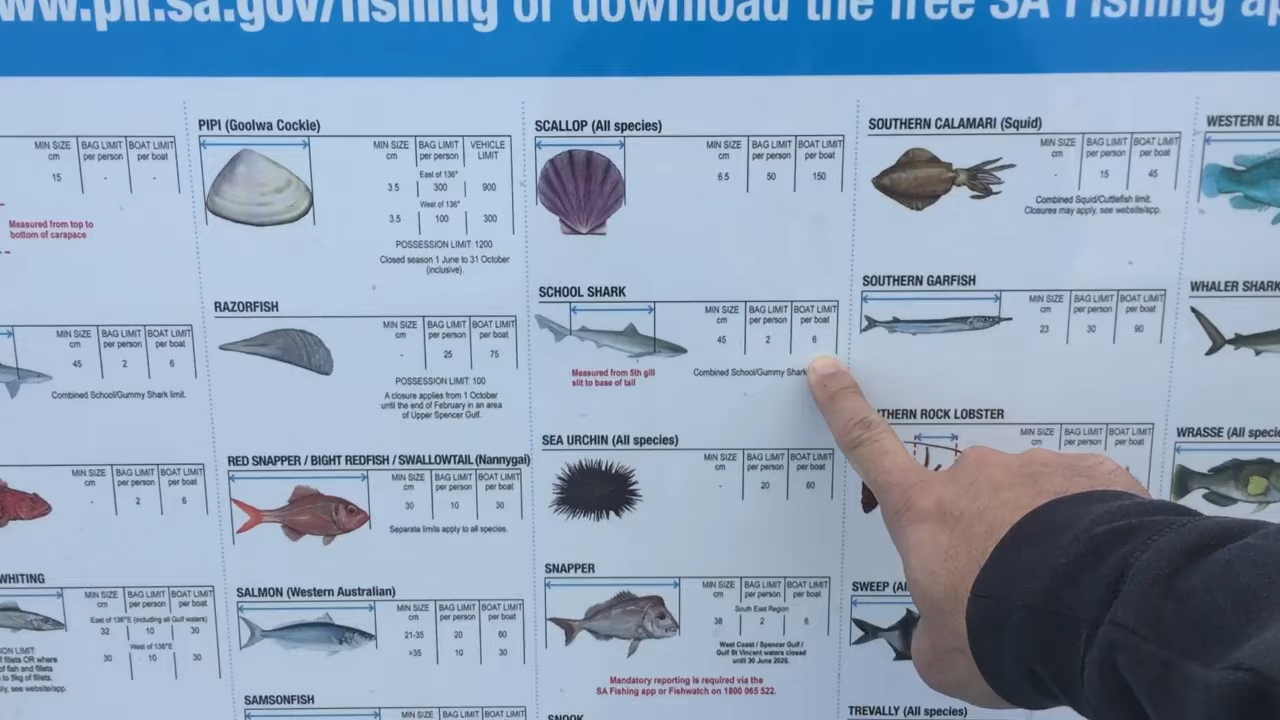 www.pir.sa.gov/fishing or download the free SA Fishing ap
MIN SIZE cm BAG LIMIT per person BOAT LIMIT per boat
15 - -
Measured from top to
bottom of carapace
MIN SIZE cm BAG LIMIT per person BOAT LIMIT per boat
45 2 6
Combined School/Gummy Shark limit.
MIN SIZE cm BAG LIMIT per person BOAT LIMIT per boat
- 2 6
WHITING
MIN SIZE cm BAG LIMIT per person BOAT LIMIT per boat
East of 136°E (including all Gulf waters)
32 10 30
West of 136°E
30 10 30
ON LIMIT:
fillets OR where
of fish and fillets
to 5kg of fillets.
ly, see website/app.
PIPI (Goolwa Cockle)
MIN SIZE cm BAG LIMIT per person VEHICLE LIMIT
East of 136°
3.5 300 900
West of 136°
3.5 100 300
POSSESSION LIMIT: 1200
Closed season 1 June to 31 October
(inclusive).
RAZORFISH
MIN SIZE cm BAG LIMIT per person BOAT LIMIT per boat
- 25 75
POSSESSION LIMIT: 100
A closure applies from 1 October
until the end of February in an area
of Upper Spencer Gulf.
RED SNAPPER / BIGHT REDFISH / SWALLOWTAIL (Nannygai)
MIN SIZE cm BAG LIMIT per person BOAT LIMIT per boat
30 10 30
Separate limits apply to all species.
SALMON (Western Australian)
MIN SIZE cm BAG LIMIT per person BOAT LIMIT per boat
21-35 20 60
>35 10 30
SAMSONFISH
MIN SIZE BAG LIMIT BOAT LIMIT
SCALLOP (All species)
MIN SIZE cm BAG LIMIT per person BOAT LIMIT per boat
6.5 50 150
SCHOOL SHARK
MIN SIZE cm BAG LIMIT per person BOAT LIMIT per boat
45 2 6
Measured from 5th gill
slit to base of tail
Combined School/Gummy Shark
SEA URCHIN (All species)
MIN SIZE cm BAG LIMIT per person BOAT LIMIT per boat
- 20 60
SNAPPER
MIN SIZE cm BAG LIMIT per person BOAT LIMIT per boat
South East Region
38 2 6
West Coast / Spencer Gulf /
Gulf St Vincent waters closed
until 30 June 2026.
Mandatory reporting is required via the
SA Fishing app or Fishwatch on 1800 065 522.
SNOOK
SOUTHERN CALAMARI (Squid)
MIN SIZE cm BAG LIMIT per person BOAT LIMIT per boat
- 15 45
Combined Squid/Cuttlefish limit.
Closures may apply, see website/app.
SOUTHERN GARFISH
MIN SIZE cm BAG LIMIT per person BOAT LIMIT per boat
23 30 90
THERN ROCK LOBSTER
MIN SIZE cm BAG LIMIT per person BOAT LIMIT per boat
SWEEP (Al
TREVALLY (All species)
WESTERN BL
WHALER SHARK
WRASSE (All specie